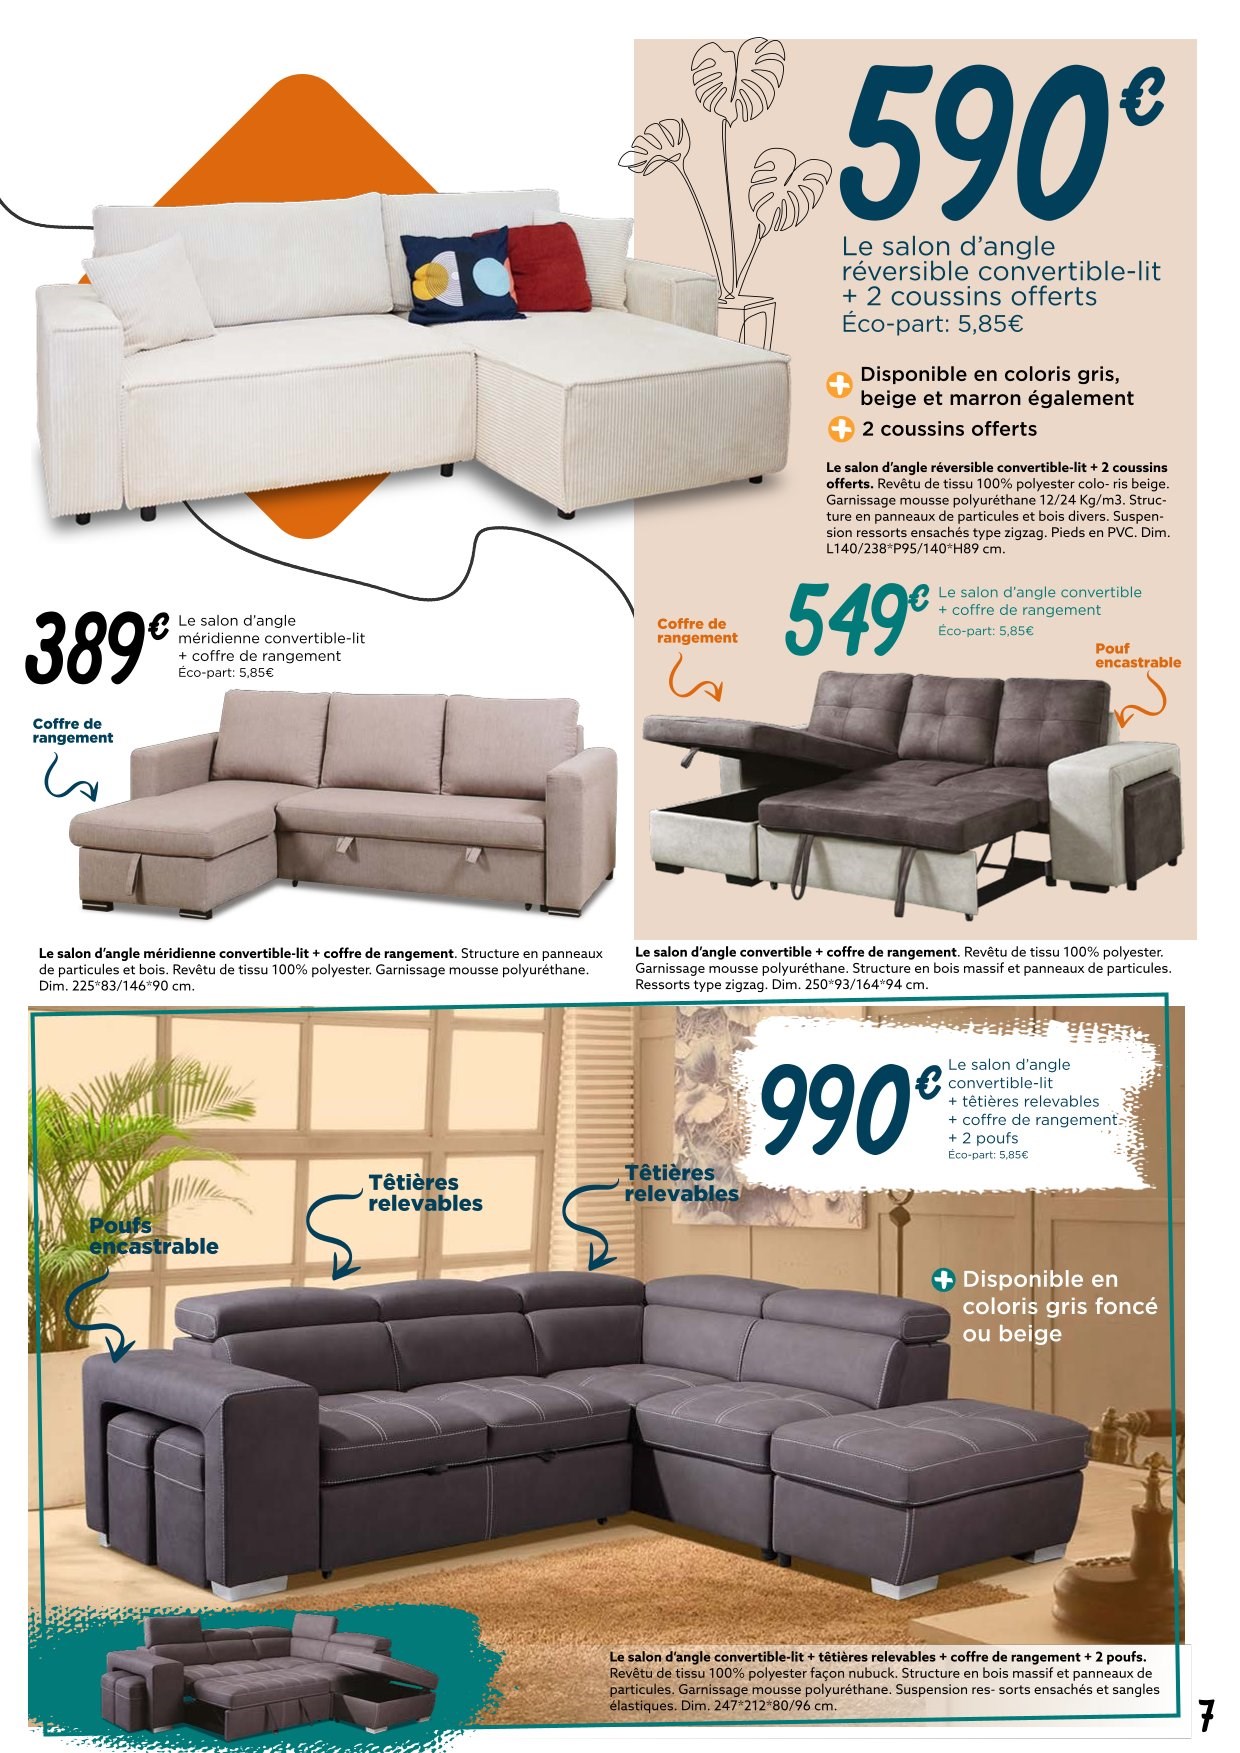 590€
Le salon d'angle
réversible convertible-lit
+ 2 coussins offerts
Éco-part: 5,85€
Disponible en coloris gris,
beige et marron également
2 coussins offerts
Le salon d'angle réversible convertible-lit + 2 coussins
offerts. Revêtu de tissu 100% polyester colo- ris beige.
Garnissage mousse polyuréthane 12/24 Kg/m3. Struc-
ture en panneaux de particules et bois divers. Suspen-
sion ressorts ensachés type zigzag. Pieds en PVC. Dim.
L140/238*P95/140*H89 cm.
389€
Le salon d'angle
méridienne convertible-lit
+ coffre de rangement
Éco-part: 5,85€
Coffre de
rangement
Le salon d'angle méridienne convertible-lit + coffre de rangement. Structure en panneaux
de particules et bois. Revêtu de tissu 100% polyester. Garnissage mousse polyuréthane.
Dim. 225*83/146*90 cm.
549€
Le salon d'angle convertible
+ coffre de rangement
Éco-part: 5,85€
Coffre de
rangement
Pouf
encastrable
Le salon d'angle convertible + coffre de rangement. Revêtu de tissu 100% polyester.
Garnissage mousse polyuréthane. Structure en bois massif et panneaux de particules.
Ressorts type zigzag. Dim. 250*93/164*94 cm.
990€
Le salon d'angle
convertible-lit
+ têtières relevables
+ coffre de rangement
+ 2 poufs
Éco-part: 5,85€
Têtières
relevables
Têtières
relevables
Poufs
encastrable
Disponible en
coloris gris foncé
ou beige
Le salon d'angle convertible-lit + têtières relevables + coffre de rangement + 2 poufs.
Revêtu de tissu 100% polyester façon nubuck. Structure en bois massif et panneaux de
particules. Garnissage mousse polyuréthane. Suspension res- sorts ensachés et sangles
élastiques. Dim. 247*212*80/96 cm.
7